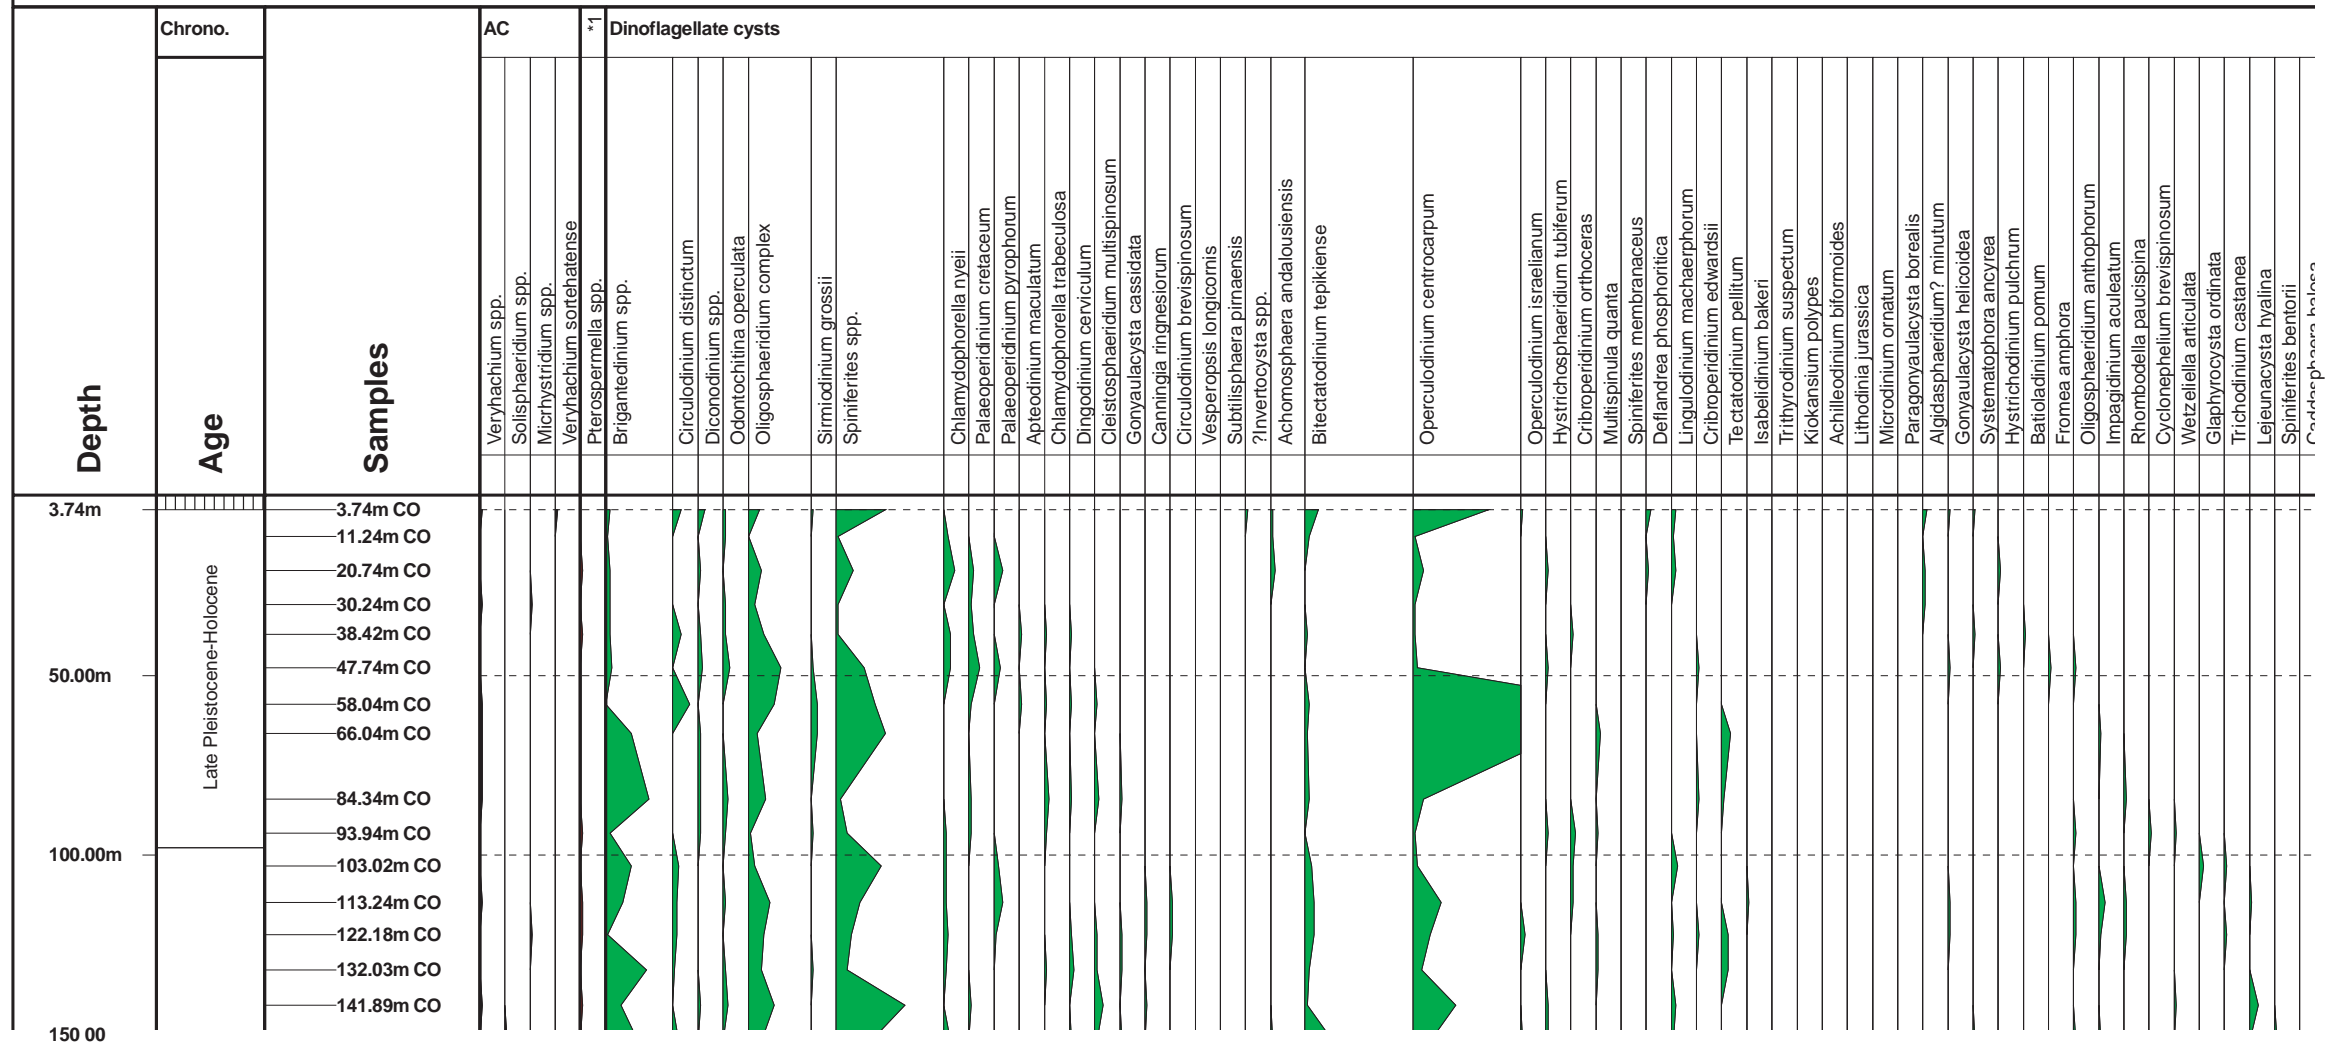 Chrono.
AC
*1
Dinoflagellate cysts
Depth
Age
Samples
Veryhachium spp.
Solisphaeridium spp.
Micrhystridium spp.
Veryhachium sortehatense
Pterospermella spp.
Brigantedinium spp.
Circulodinium distinctum
Diconodinium spp.
Odontochitina operculata
Oligosphaeridium complex
Sirmiodinium grossii
Spiniferites spp.
Chlamydophorella nyeii
Palaeoperidinium cretaceum
Palaeoperidinium pyrophorum
Apteodinium maculatum
Chlamydophorella trabeculosa
Dingodinium cerviculum
Cleistosphaeridium multispinosum
Gonyaulacysta cassidata
Canningia ringnesiorum
Circulodinium brevispinosum
Vesperopsis longicornis
Subtilisphaera pirnaensis
?Invertocysta spp.
Achomosphaera andalousiensis
Bitectatodinium tepikiense
Operculodinium centrocarpum
Operculodinium israelianum
Hystrichosphaeridium tubiferum
Cribroperidinium orthoceras
Multispinula quanta
Spiniferites membranaceus
Deflandrea phosphoritica
Lingulodinium machaerphorum
Cribroperidinium edwardsii
Tectatodinium pellitum
Isabelidinium bakeri
Trithyrodinium suspectum
Kiokansium polypes
Achilleodinium biformoides
Lithodinia jurassica
Microdinium ornatum
Paragonyaulacysta borealis
Algidasphaeridium? minutum
Gonyaulacysta helicoidea
Systematophora ancyrea
Hystrichodinium pulchrum
Batioladinium pomum
Fromea amphora
Oligosphaeridium anthophorum
Impagidinium aculeatum
Rhombodella paucispina
Cyclonephelium brevispinosum
Wetzeliella articulata
Glaphyrocysta ordinata
Trichodinium castanea
Lejeunacysta hyalina
Spiniferites bentorii
3.74m
50.00m
100.00m
150 00
Late Pleistocene-Holocene
3.74m CO
11.24m CO
20.74m CO
30.24m CO
38.42m CO
47.74m CO
58.04m CO
66.04m CO
84.34m CO
93.94m CO
103.02m CO
113.24m CO
122.18m CO
132.03m CO
141.89m CO